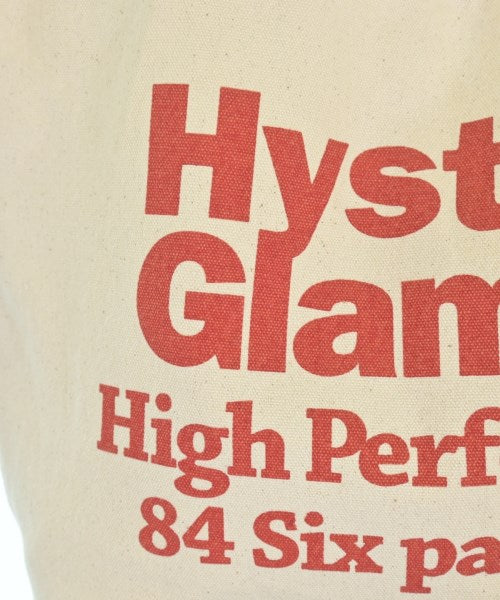 Hyst
Glam
High Perf
84 Six pa